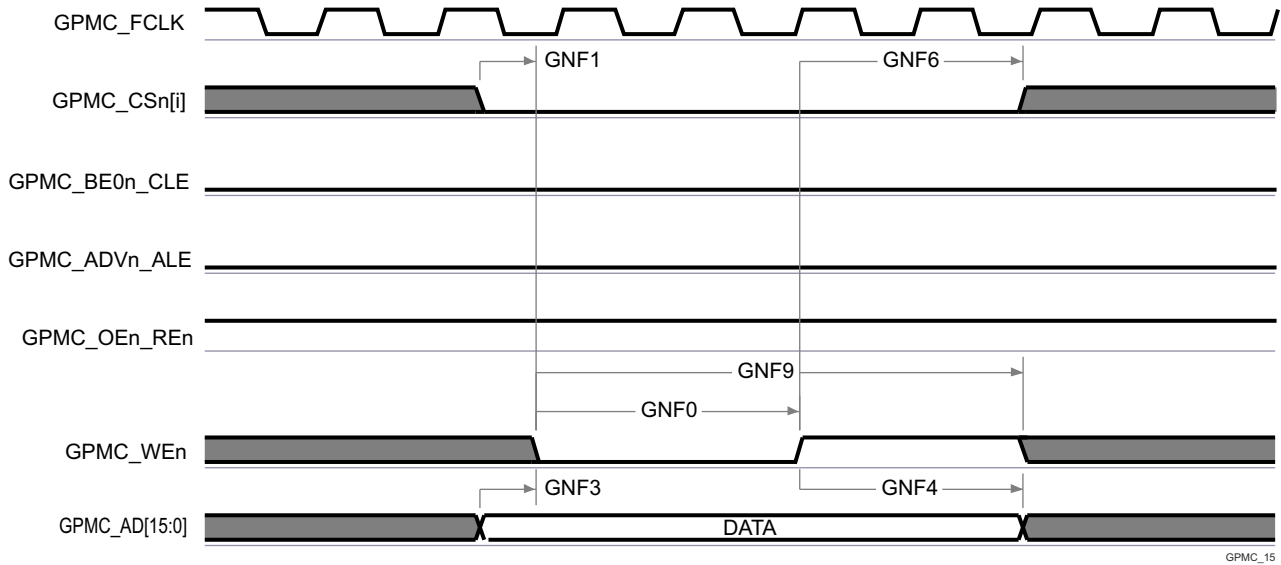 GPMC_FCLK
GNF1
GNF6
GPMC_CSn[i]
GPMC_BE0n_CLE
GPMC_ADVn_ALE
GPMC_OEn_REn
GNF9
GNF0
GPMC_WEn
GNF3
GNF4
GPMC_AD[15:0]
DATA
GPMC_15